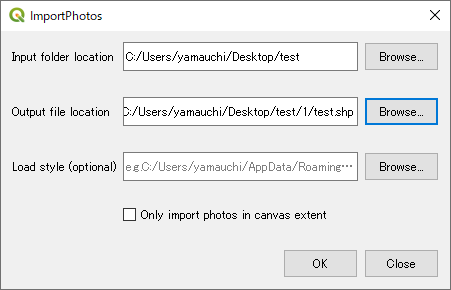 ImportPhotos
Input folder location C:/Users/yamauchi/Desktop/test Browse...
Output file location C:/Users/yamauchi/Desktop/test/1/test.shp Browse...
Load style (optional) e.g.C:/Users/yamauchi/AppData/Roaming… Browse...
Only import photos in canvas extent
OK Close